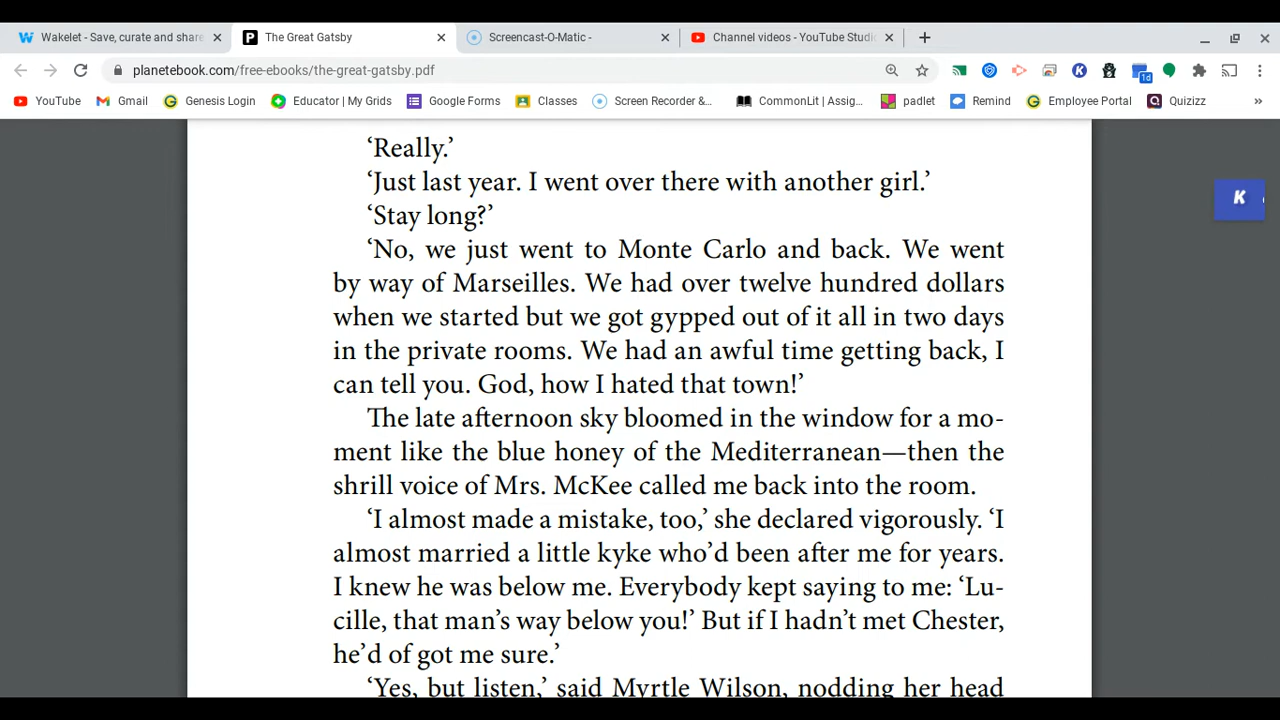 Wakelet - Save, curate and share
The Great Gatsby
Screencast-O-Matic -
Channel videos - YouTube Studi
planetebook.com/free-ebooks/the-great-gatsby.pdf
1d
YouTube
Gmail
Genesis Login
Educator | My Grids
Google Forms
Classes
Screen Recorder &...
CommonLit | Assig...
padlet
Remind
Employee Portal
Quizizz
»
‘Really.’
‘Just last year. I went over there with another girl.’
‘Stay long?’
‘No, we just went to Monte Carlo and back. We went
by way of Marseilles. We had over twelve hundred dollars
when we started but we got gypped out of it all in two days
in the private rooms. We had an awful time getting back, I
can tell you. God, how I hated that town!’
The late afternoon sky bloomed in the window for a mo-
ment like the blue honey of the Mediterranean—then the
shrill voice of Mrs. McKee called me back into the room.
‘I almost made a mistake, too,’ she declared vigorously. ‘I
almost married a little kyke who’d been after me for years.
I knew he was below me. Everybody kept saying to me: ‘Lu-
cille, that man’s way below you!’ But if I hadn’t met Chester,
he’d of got me sure.’
‘Yes, but listen,’ said Myrtle Wilson, nodding her head
K